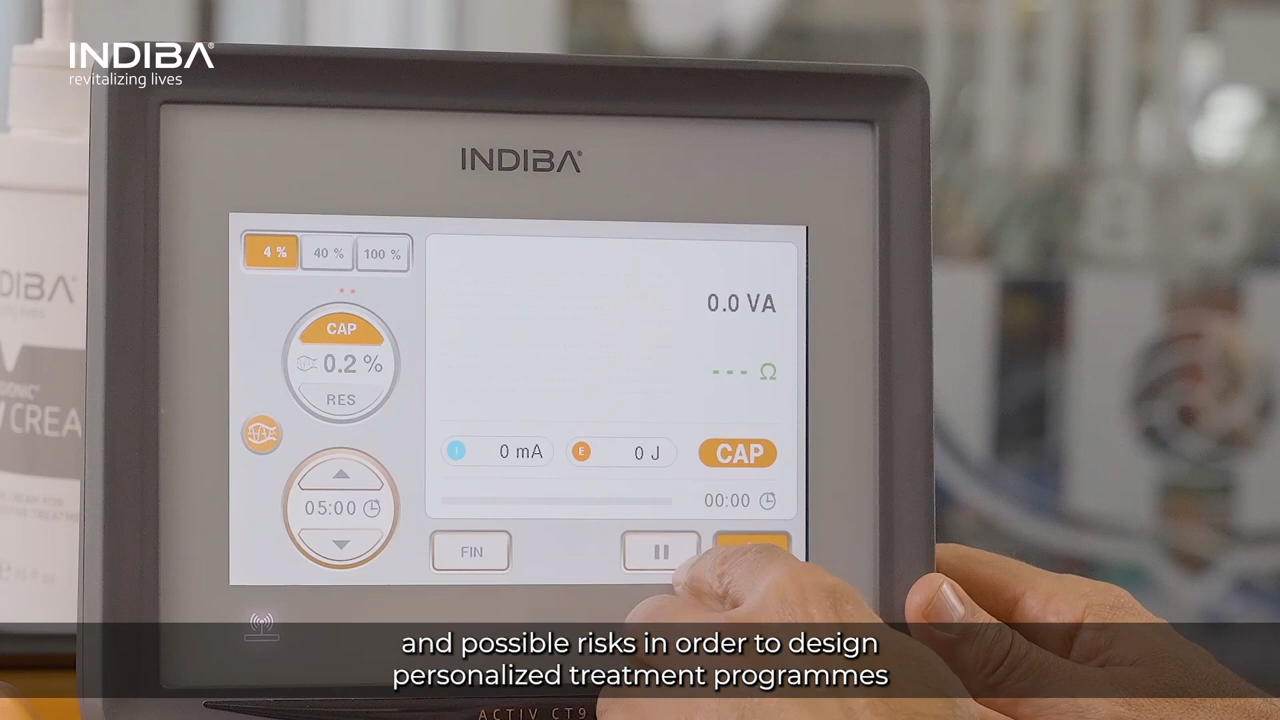 INDIBA®
revitalizing lives
INDIBA®
4 %
40 %
100 %
CAP
0.2 %
RES
05:00
0.0 VA
--- Ω
I 0 mA
E 0 J
CAP
00:00
FIN
and possible risks in order to design
personalized treatment programmes
ACTIV CT9